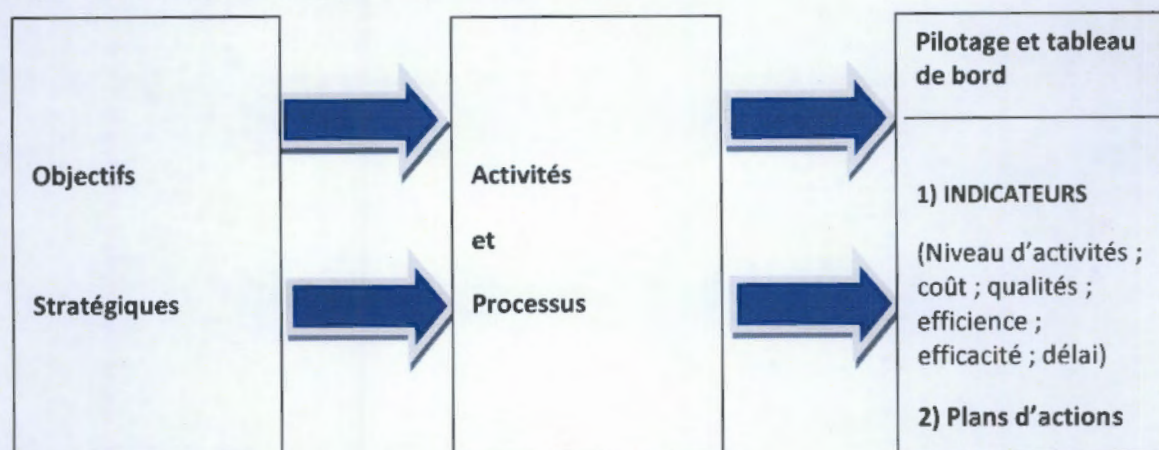 Objectifs
Stratégiques
Activités
et
Processus
Pilotage et tableau
de bord
1) INDICATEURS
(Niveau d'activités ;
coût ; qualités ;
efficience ;
efficacité ; délai)
2) Plans d'actions